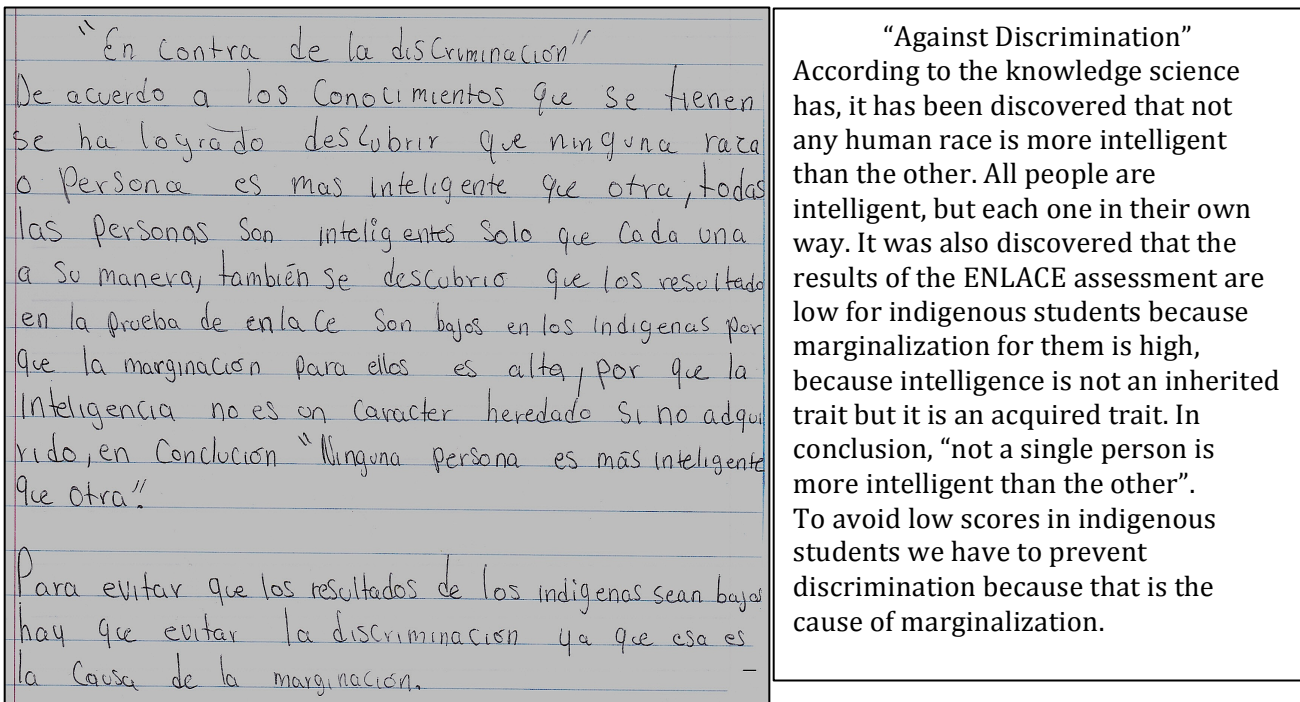 "En contra de la discriminación"
De acuerdo a los Conocimientos que se tienen
se ha logrado descubrir que ninguna raza
o persona es mas inteligente que otra, todas
las personas son inteligentes Solo que Cada una
a su manera, también se descubrio que los resultado
en la prueba de enlaCe Son bajos en los indigenas por
que la marginación para ellos es alta, por que la
Inteligencia no es un Caracter heredado Si no adqui
rido, en Conclución "Ninguna persona es más inteligente
que otra".
Para evitar que los resultados de los indigenas sean bajos
hay que evitar la discriminación ya que esa es
la Causa de la marginación.
"Against Discrimination"
According to the knowledge science
has, it has been discovered that not
any human race is more intelligent
than the other. All people are
intelligent, but each one in their own
way. It was also discovered that the
results of the ENLACE assessment are
low for indigenous students because
marginalization for them is high,
because intelligence is not an inherited
trait but it is an acquired trait. In
conclusion, "not a single person is
more intelligent than the other".
To avoid low scores in indigenous
students we have to prevent
discrimination because that is the
cause of marginalization.